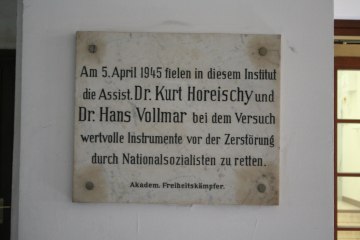 Am 5. April 1945 fielen in diesem Institut
die Assist. Dr. Kurt Horeischy und
Dr. Hans Vollmar bei dem Versuch
wertvolle Instrumente vor der Zerstörung
durch Nationalsozialisten zu retten.
Akadem. Freiheitskämpfer.